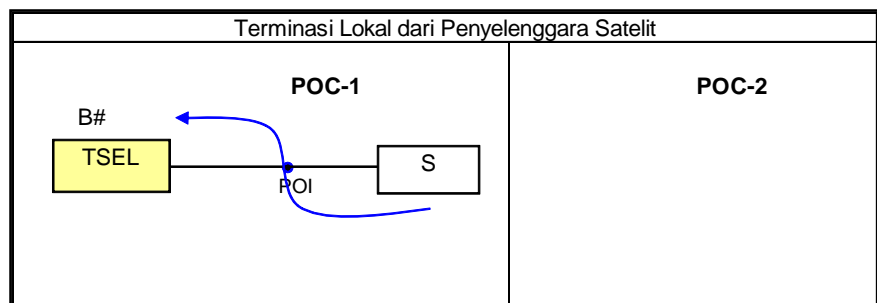 Terminasi Lokal dari Penyelenggara Satelit
POC-1
POC-2
B#
TSEL
S
POI